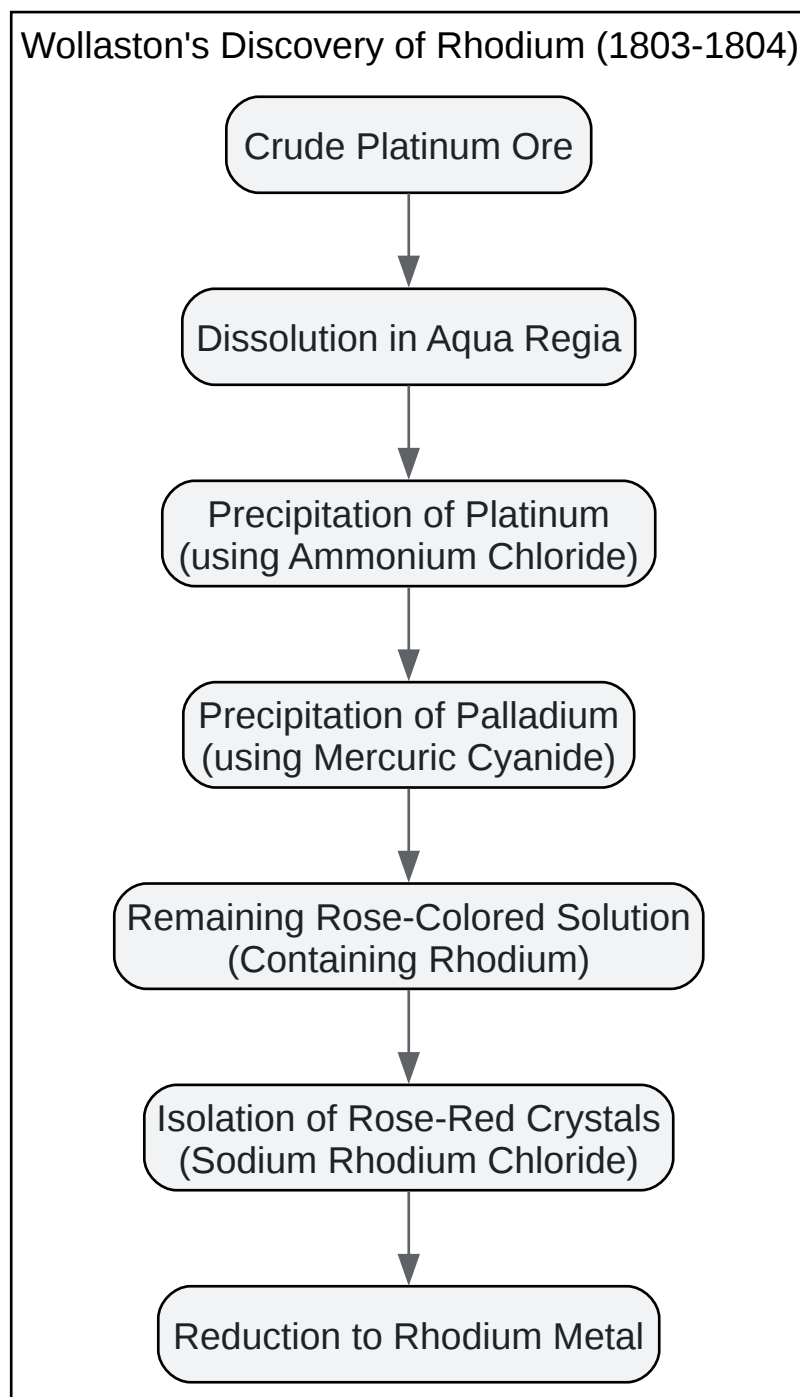 Wollaston's Discovery of Rhodium (1803-1804)
Crude Platinum Ore
Dissolution in Aqua Regia
Precipitation of Platinum
(using Ammonium Chloride)
Precipitation of Palladium
(using Mercuric Cyanide)
Remaining Rose-Colored Solution
(Containing Rhodium)
Isolation of Rose-Red Crystals
(Sodium Rhodium Chloride)
Reduction to Rhodium Metal